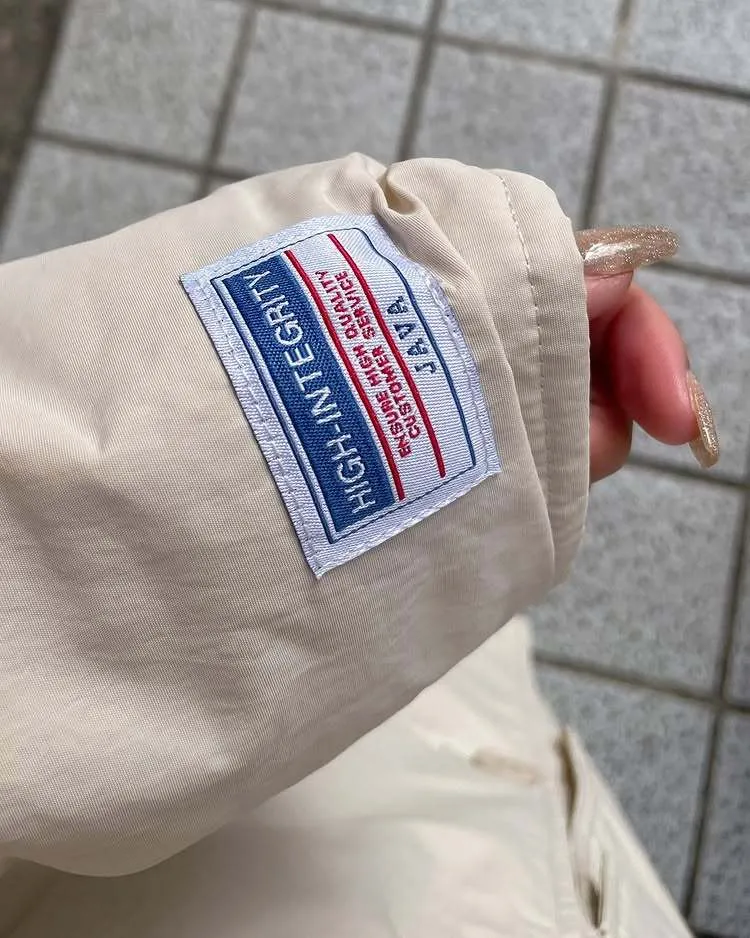 HIGH-INTEGRITY
ENSURE HIGH QUALITY
CUSTOMER SERVICE
JAVA